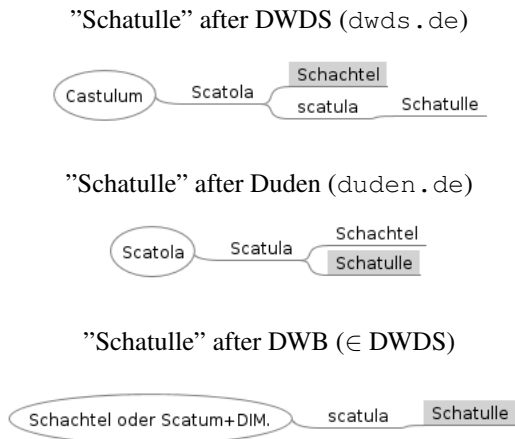 ”Schatulle” after DWDS (dwds.de)
Schachtel
Castulum Scatola
scatula Schatulle
”Schatulle” after Duden (duden.de)
Schachtel
Scatola Scatula
Schatulle
”Schatulle” after DWB (∈ DWDS)
Schachtel oder Scatum+DIM. scatula Schatulle